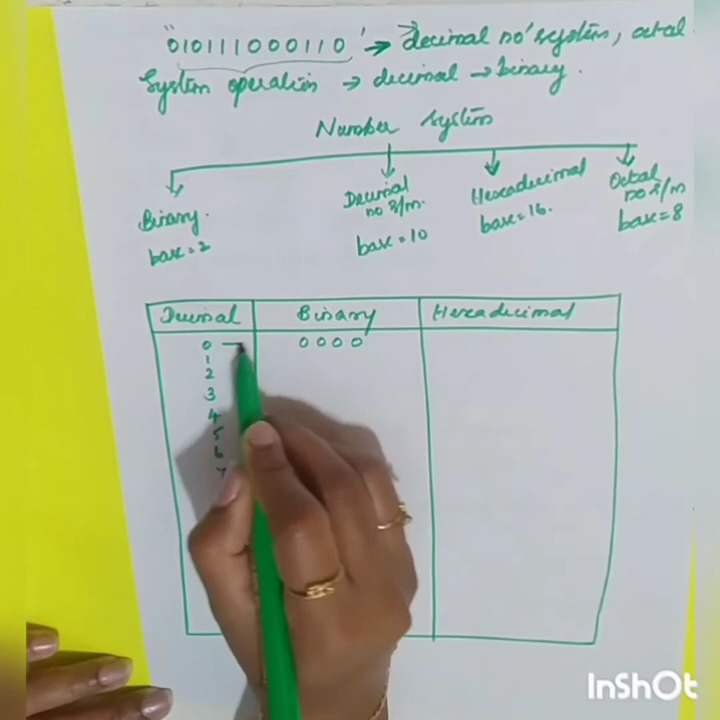 "010111000110" → decimal no' system, octal
System operation → decimal → binary.
Number system
Binary.
base = 2
Decimal
no s/m.
base = 10
Hexadecimal
base = 16.
Octal
no s/m
base = 8
Decimal Binary Hexadecimal
0 — 0000
1
2
3
4
5
6
7
InShOt